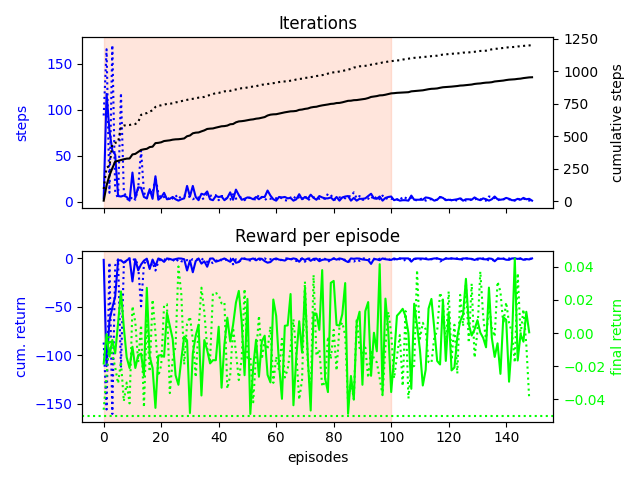 Iterations
150
100
50
0
steps
1250
1000
750
500
250
0
cumulative steps
Reward per episode
0
−50
−100
−150
cum. return
0.04
0.02
0.00
−0.02
−0.04
final return
0 20 40 60 80 100 120 140
episodes